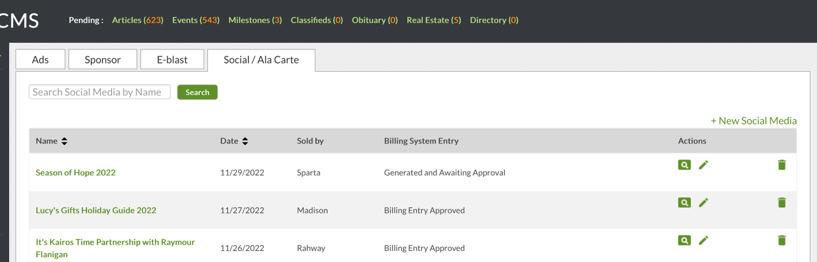 CMS
Pending : Articles (623) Events (543) Milestones (3) Classifieds (0) Obituary (0) Real Estate (5) Directory (0)
Ads Sponsor E-blast Social / Ala Carte
Search Social Media by Name Search
+ New Social Media
Name Date Sold by Billing System Entry Actions
Season of Hope 2022 11/29/2022 Sparta Generated and Awaiting Approval
Lucy's Gifts Holiday Guide 2022 11/27/2022 Madison Billing Entry Approved
It's Kairos Time Partnership with Raymour
Flanigan 11/26/2022 Rahway Billing Entry Approved